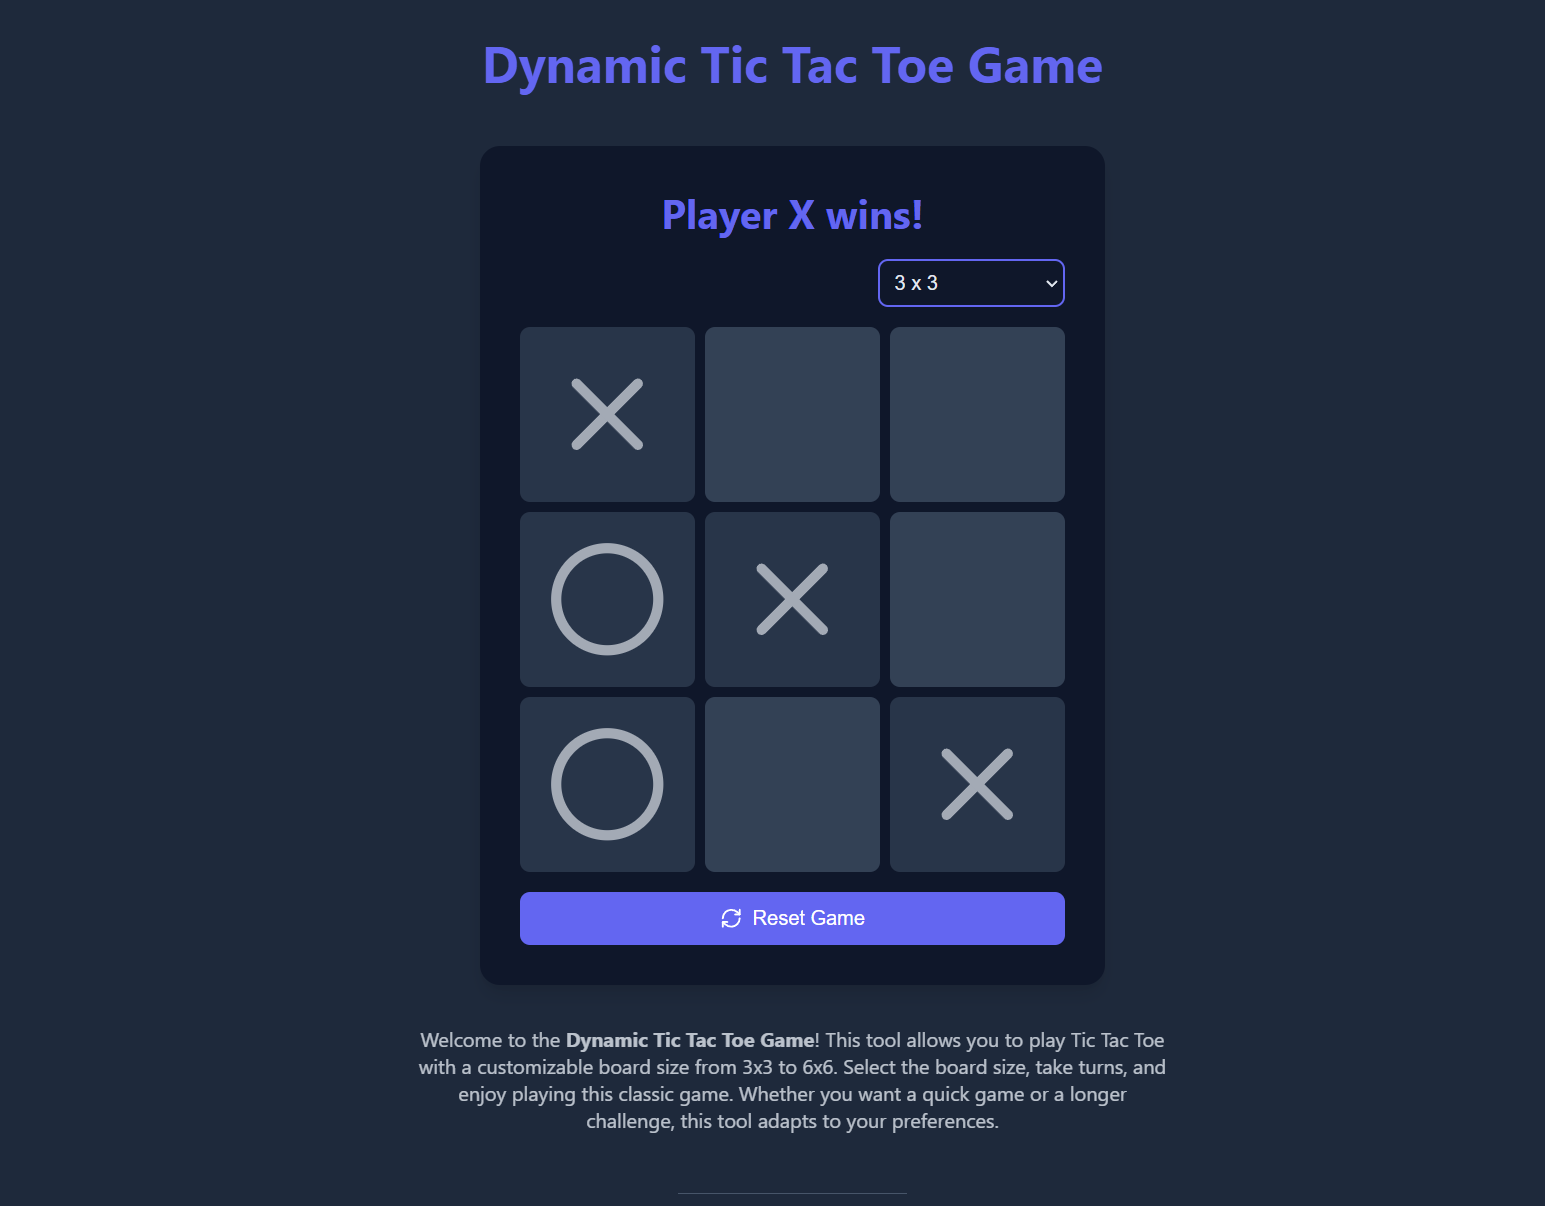 Dynamic Tic Tac Toe Game
Player X wins!
3 x 3
Reset Game
Welcome to the Dynamic Tic Tac Toe Game! This tool allows you to play Tic Tac Toe
with a customizable board size from 3x3 to 6x6. Select the board size, take turns, and
enjoy playing this classic game. Whether you want a quick game or a longer
challenge, this tool adapts to your preferences.